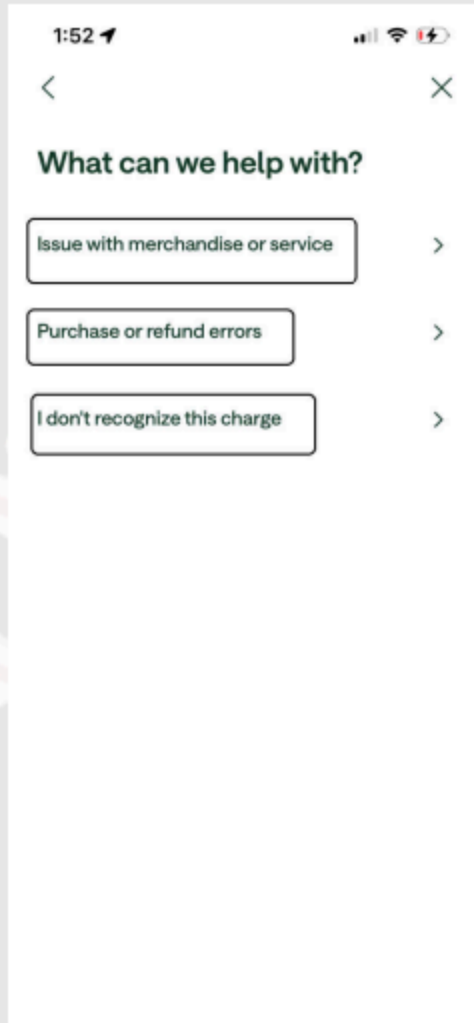 1:52
What can we help with?
Issue with merchandise or service
Purchase or refund errors
I don't recognize this charge